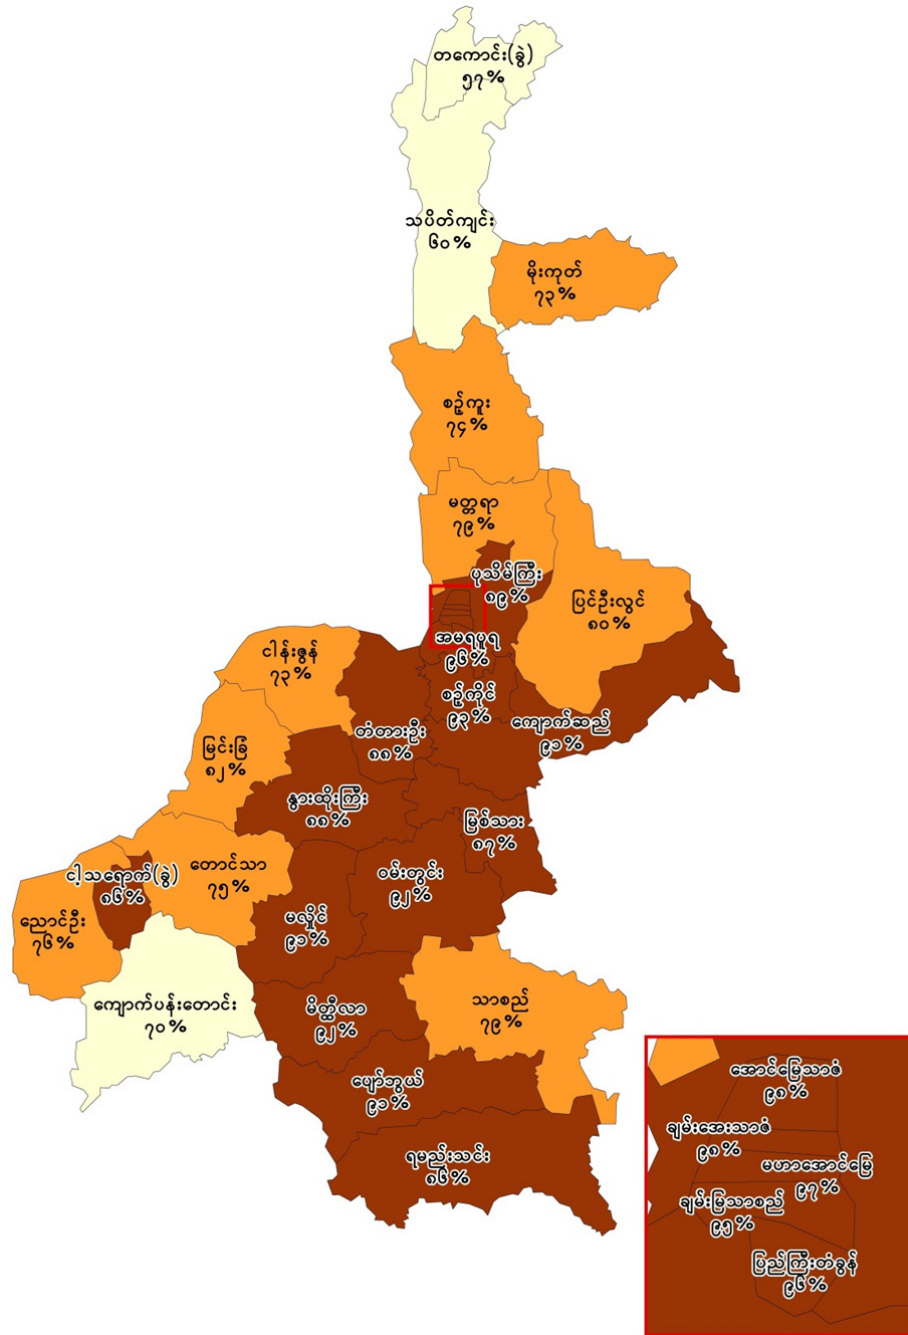 တကောင်း(ခွဲ)
၅၇%
သပိတ်ကျင်း
၆၀%
မိုးကုတ်
၇၃%
စဉ့်ကူး
၇၄%
မတ္တရာ
၇၉%
ပုသိမ်ကြီး
၈၉%
ပြင်ဦးလွင်
၈၀%
အမရပူရ
၉၆%
ငါန်းဇွန်
၇၃%
စဉ့်ကိုင်
၉၃%
ကျောက်ဆည်
၉၁%
တံတားဦး
၈၈%
မြင်းခြံ
၈၂%
နွားထိုးကြီး
၈၈%
မြစ်သား
၈၇%
တောင်သာ
၇၅%
ဝမ်းတွင်း
၉၂%
ငါ့သရောက်(ခွဲ)
၈၆%
မလှိုင်
၉၁%
ညောင်ဦး
၇၆%
ကျောက်ပန်းတောင်း
၇၀%
မိတ္ထီလာ
၉၂%
သာစည်
၇၉%
ပျော်ဘွယ်
၉၁%
ရမည်းသင်း
၈၆%
အောင်မြေသာဇံ
၉၈%
ချမ်းအေးသာဇံ
၉၈%
မဟာအောင်မြေ
၉၇%
ချမ်းမြသာစည်
၉၅%
ပြည်ကြီးတံခွန်
၉၆%